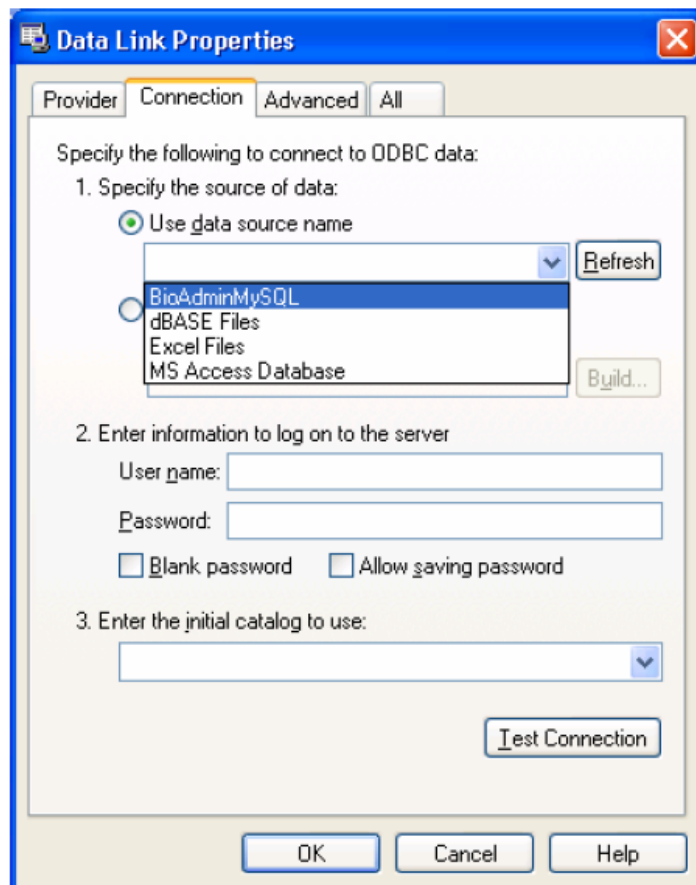 Data Link Properties
Provider Connection Advanced All
Specify the following to connect to ODBC data:
1. Specify the source of data:
Use data source name
Refresh
BioAdminMySQL
dBASE Files
Excel Files
MS Access Database
Build...
2. Enter information to log on to the server
User name:
Password:
Blank password Allow saving password
3. Enter the initial catalog to use:
Test Connection
OK Cancel Help